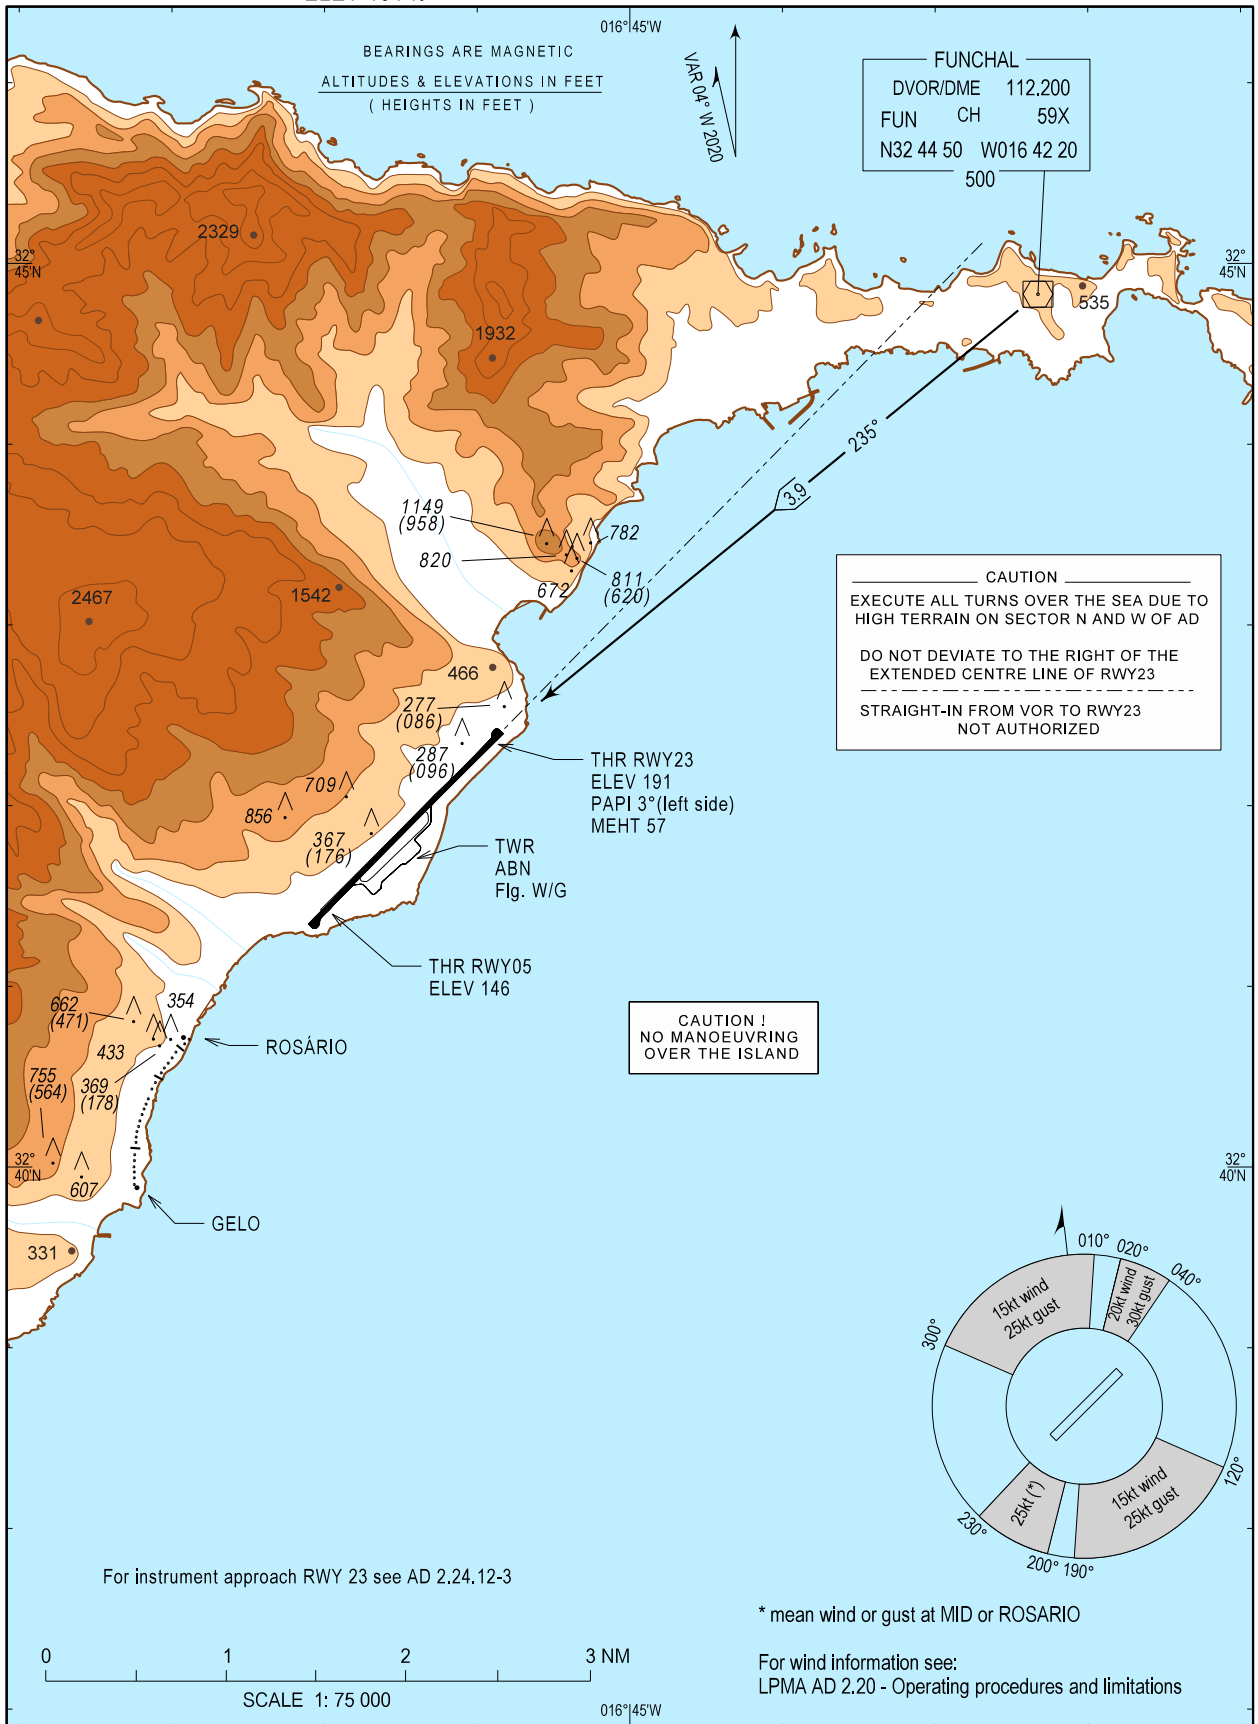 016°45'W
BEARINGS ARE MAGNETIC
ALTITUDES & ELEVATIONS IN FEET
( HEIGHTS IN FEET )
VAR 04° W 2020
FUNCHAL
DVOR/DME 112.200
FUN CH 59X
N32 44 50 W016 42 20
500
2329
32°
45'N
32°
45'N
535
1932
235°
3.9
1149
(958)
782
820
811
(620)
672
CAUTION
EXECUTE ALL TURNS OVER THE SEA DUE TO
HIGH TERRAIN ON SECTOR N AND W OF AD
DO NOT DEVIATE TO THE RIGHT OF THE
EXTENDED CENTRE LINE OF RWY23
STRAIGHT-IN FROM VOR TO RWY23
NOT AUTHORIZED
2467
1542
466
277
(086)
287
(096)
THR RWY23
ELEV 191
PAPI 3°(left side)
MEHT 57
709
856
367
(176)
TWR
ABN
Flg. W/G
THR RWY05
ELEV 146
662
(471)
354
433
ROSÁRIO
CAUTION !
NO MANOEUVRING
OVER THE ISLAND
755
(564)
369
(178)
32°
40'N
32°
40'N
607
GELO
331
010°
020°
040°
15kt wind
25kt gust
20kt wind
30kt gust
300°
120°
15kt wind
25kt gust
25kt (*)
230°
200°
190°
For instrument approach RWY 23 see AD 2.24.12-3
* mean wind or gust at MID or ROSARIO
0 1 2 3 NM
SCALE 1: 75 000
For wind information see:
LPMA AD 2.20 - Operating procedures and limitations
016°45'W